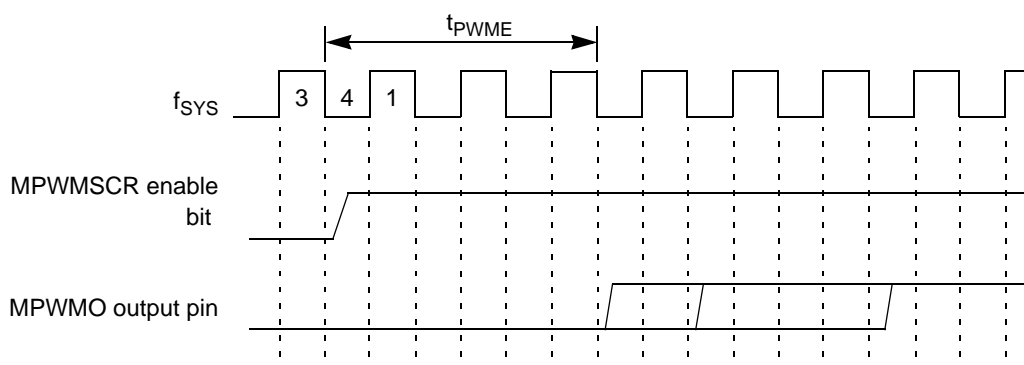 tPWME
fSYS
3 4 1
MPWMSCR enable
bit
MPWMO output pin